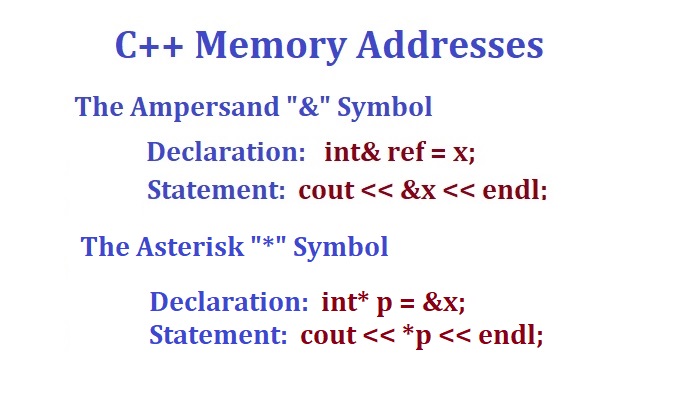 C++ Memory Addresses
The Ampersand "&" Symbol
Declaration: int& ref = x;
Statement: cout << &x << endl;
The Asterisk "*" Symbol
Declaration: int* p = &x;
Statement: cout << *p << endl;